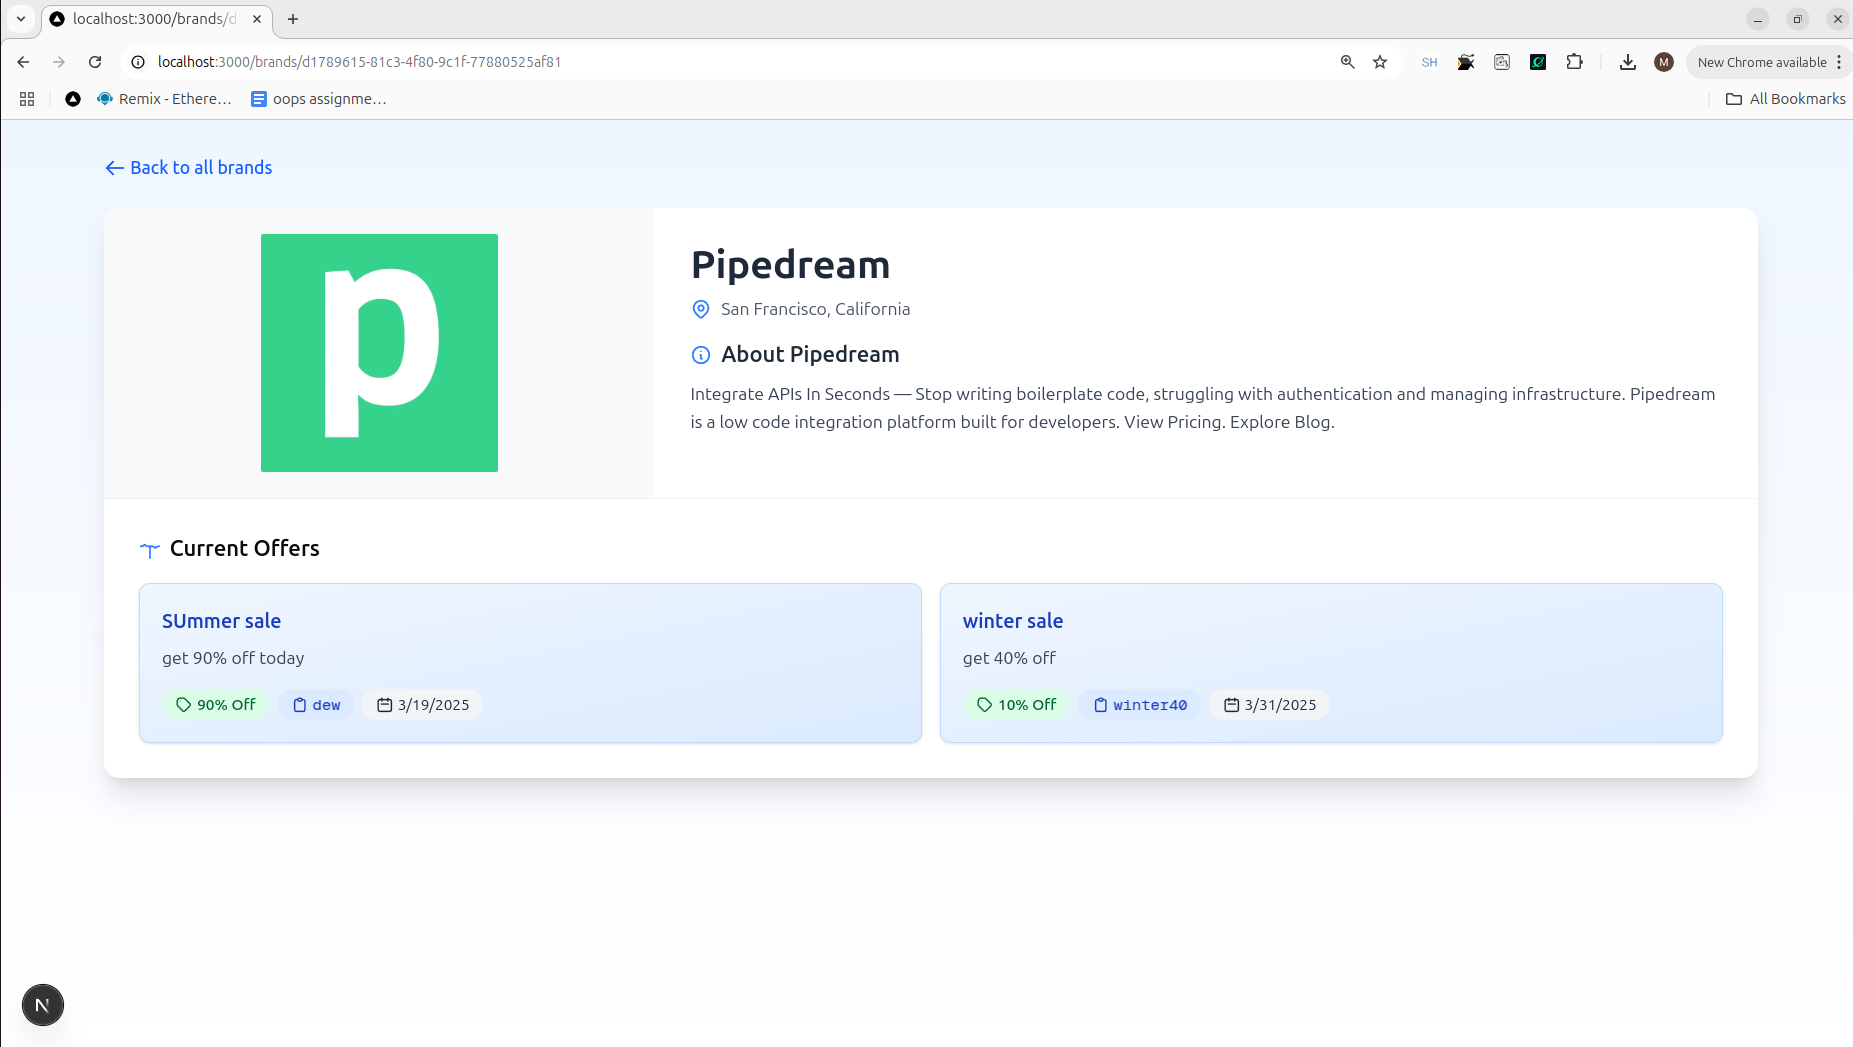 localhost:3000/brands/d
localhost:3000/brands/d1789615-81c3-4f80-9c1f-77880525af81
SH
M
New Chrome available
Remix - Ethere...
oops assignme...
All Bookmarks
Back to all brands
p
Pipedream
San Francisco, California
About Pipedream
Integrate APIs In Seconds — Stop writing boilerplate code, struggling with authentication and managing infrastructure. Pipedream
is a low code integration platform built for developers. View Pricing. Explore Blog.
Current Offers
SUmmer sale
get 90% off today
90% Off
dew
3/19/2025
winter sale
get 40% off
10% Off
winter40
3/31/2025
N